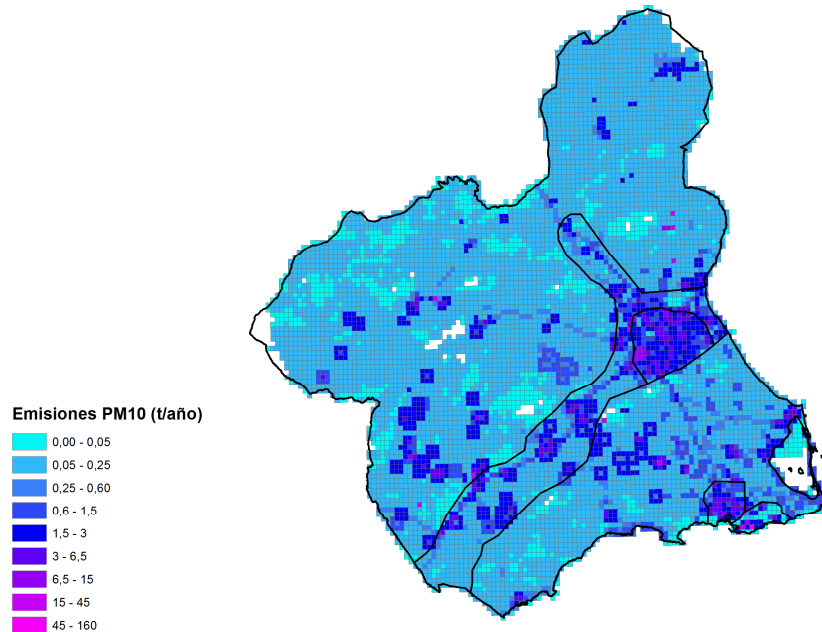 Emisiones PM10 (t/año)
0,00 - 0,05
0,05 - 0,25
0,25 - 0,60
0,6 - 1,5
1,5 - 3
3 - 6,5
6,5 - 15
15 - 45
45 - 160